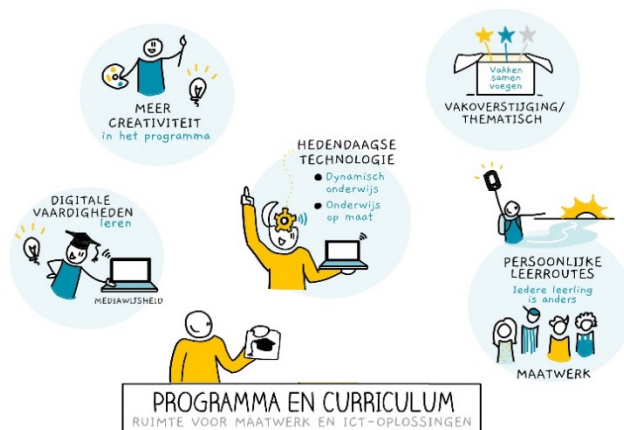 MEER
CREATIVITEIT
in het programma
Vakken
samen
voegen
VAKOVERSTIJGING/
THEMATISCH
HEDENDAAGSE
TECHNOLOGIE
• Dynamisch
onderwijs
• Onderwijs
op maat
DIGITALE
VAARDIGHEDEN
leren
MEDIAWIJSHEID
PERSOONLIJKE
LEERROUTES
Iedere leerling
is anders
MAATWERK
PROGRAMMA EN CURRICULUM
RUIMTE VOOR MAATWERK EN ICT-OPLOSSINGEN